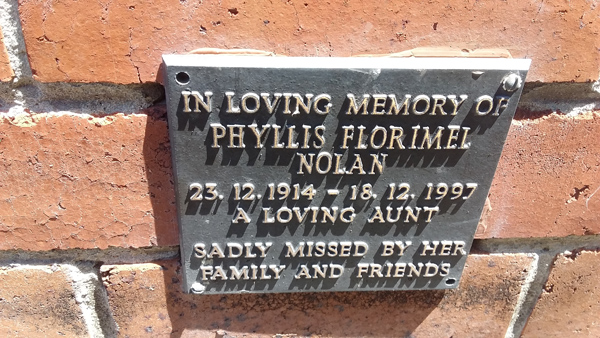 IN LOVING MEMORY OF
PHYLLIS FLORIMEL
NOLAN
23. 12. 1914 - 18. 12. 1997
A LOVING AUNT
SADLY MISSED BY HER
FAMILY AND FRIENDS